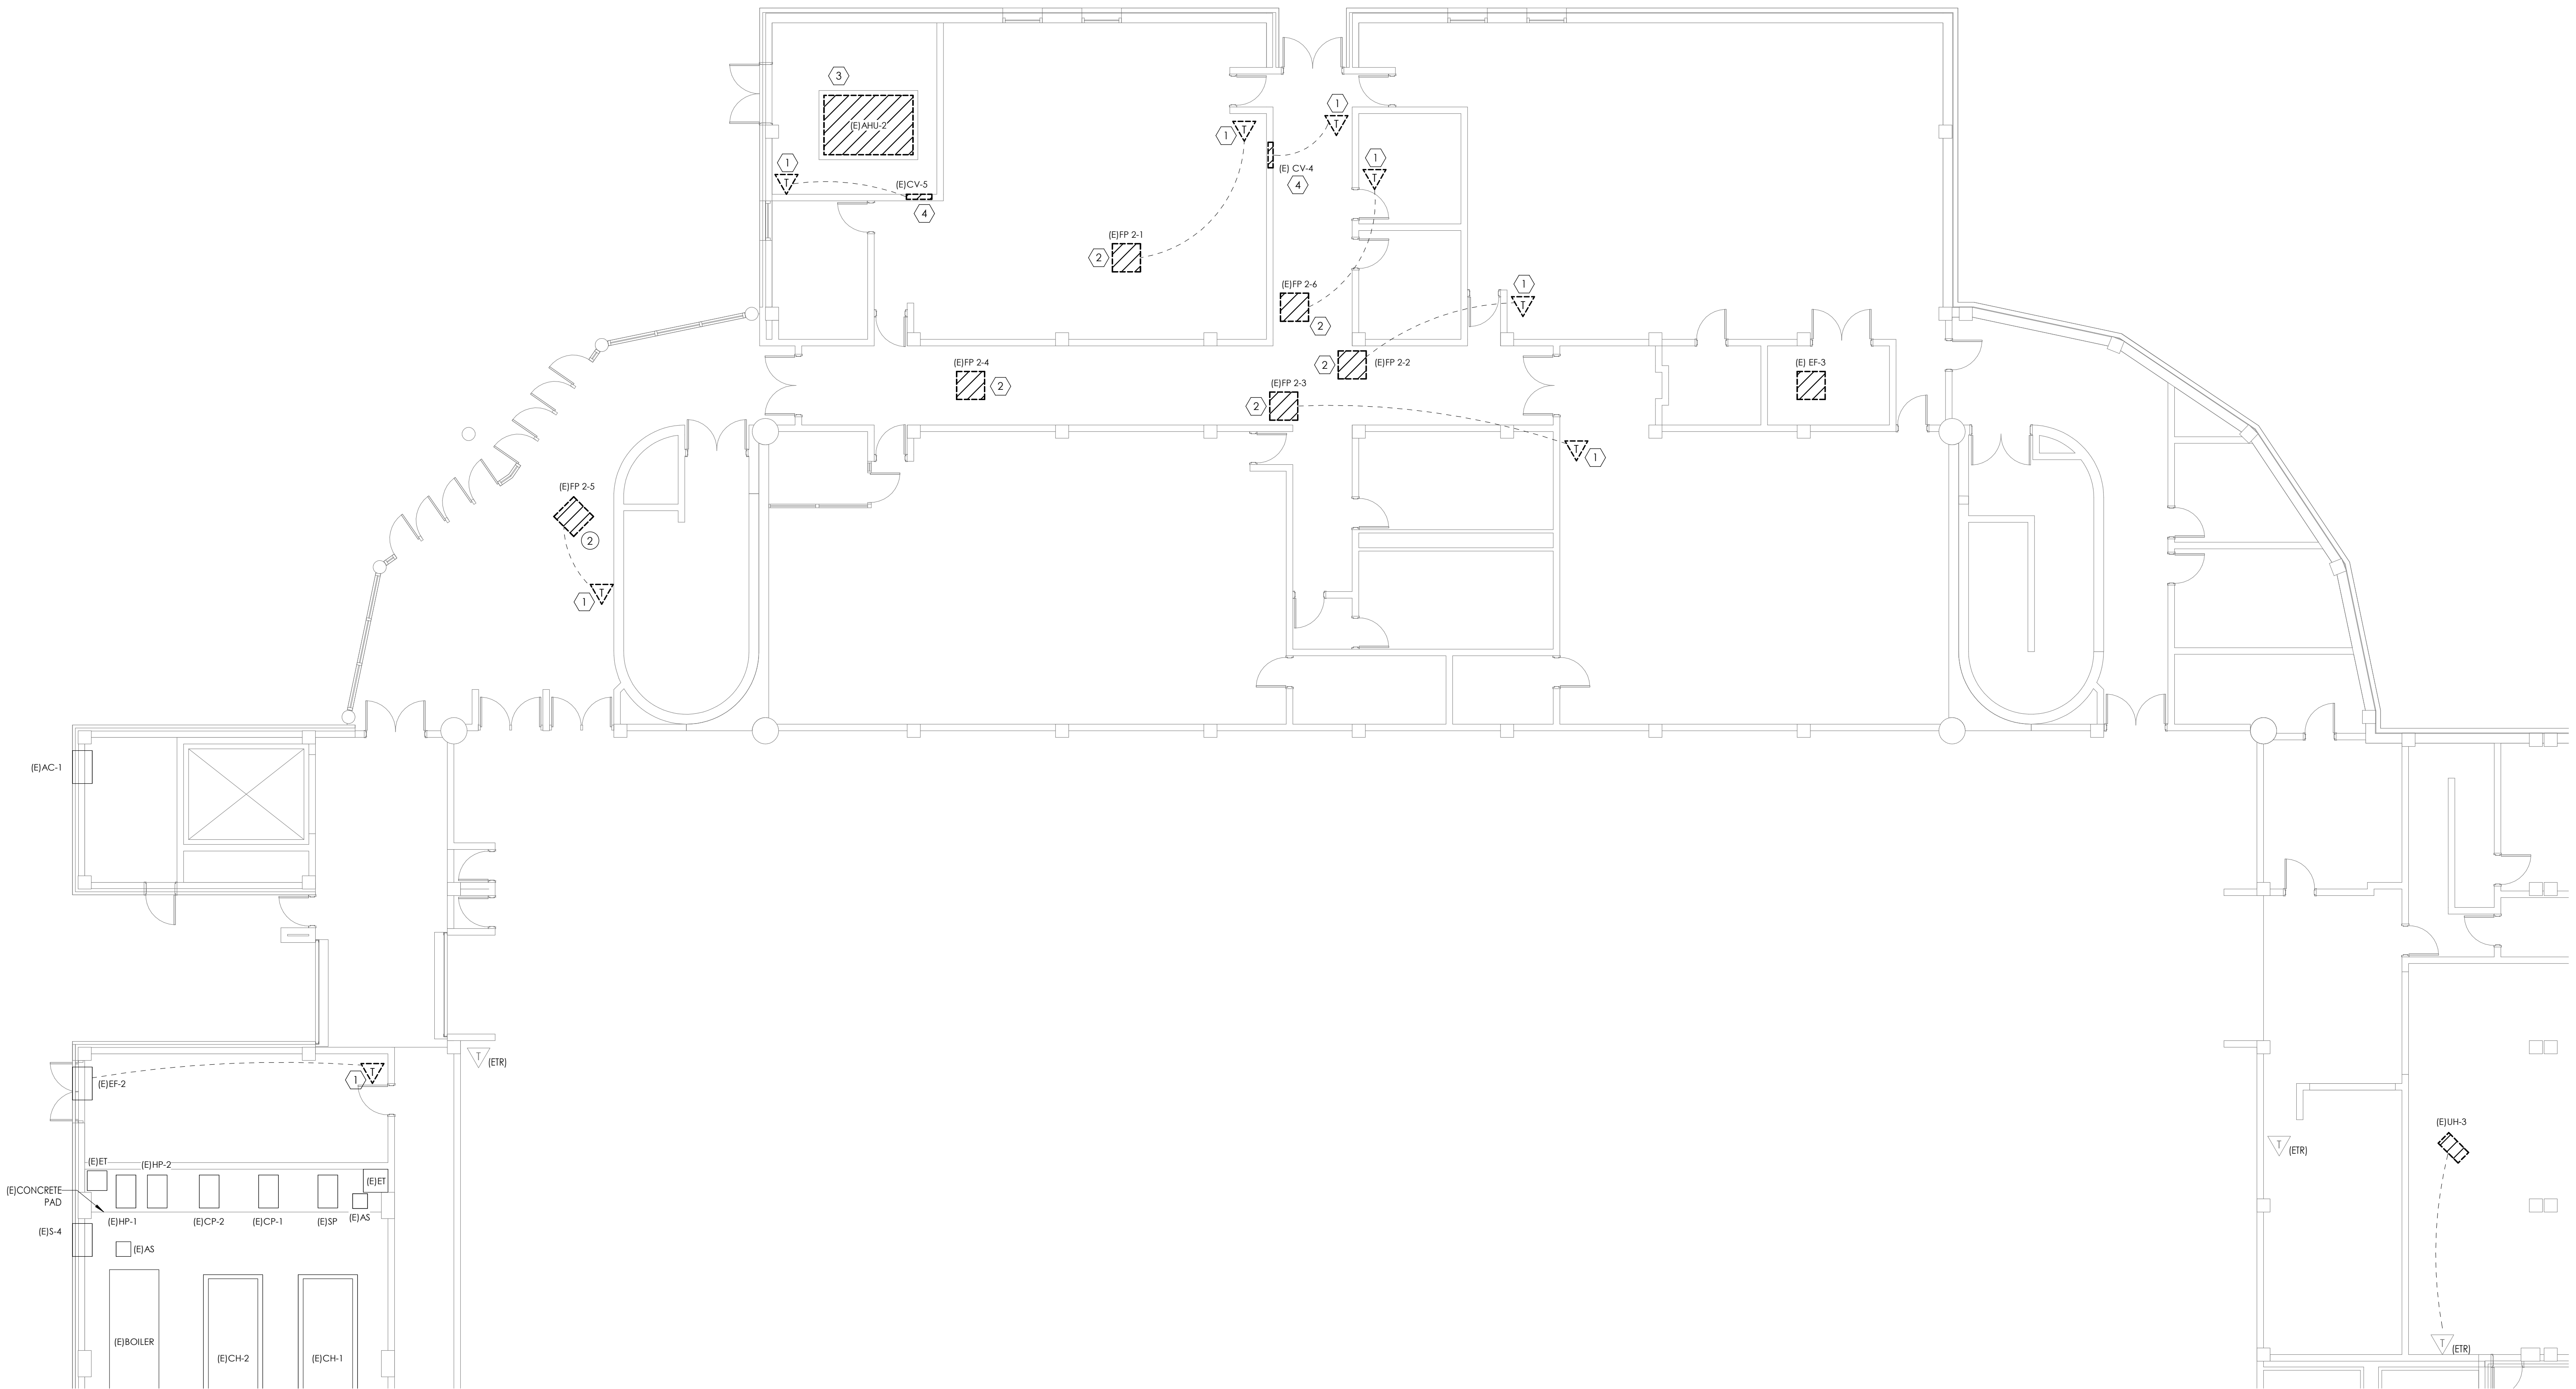 3
(E)AHU-2
1
T
1
T
1
T
(E) CV-4
4
1
T
(E)CV-5
4
(E)FP 2-1
2
1
T
(E)FP 2-6
2
(E)FP 2-4
2
2
(E)FP 2-2
(E) EF-3
(E)FP 2-3
2
T
1
(E)FP 2-5
2
T
1
(E)AC-1
T
(ETR)
T
1
(E)EF-2
(E)UH-3
T
(ETR)
(E)ET
(E)HP-2
(E)ET
(E)CONCRETE
PAD
(E)HP-1
(E)CP-2
(E)CP-1
(E)SP
(E)AS
(E)S-4
(E)AS
(E)BOILER
(E)CH-2
(E)CH-1
T
(ETR)